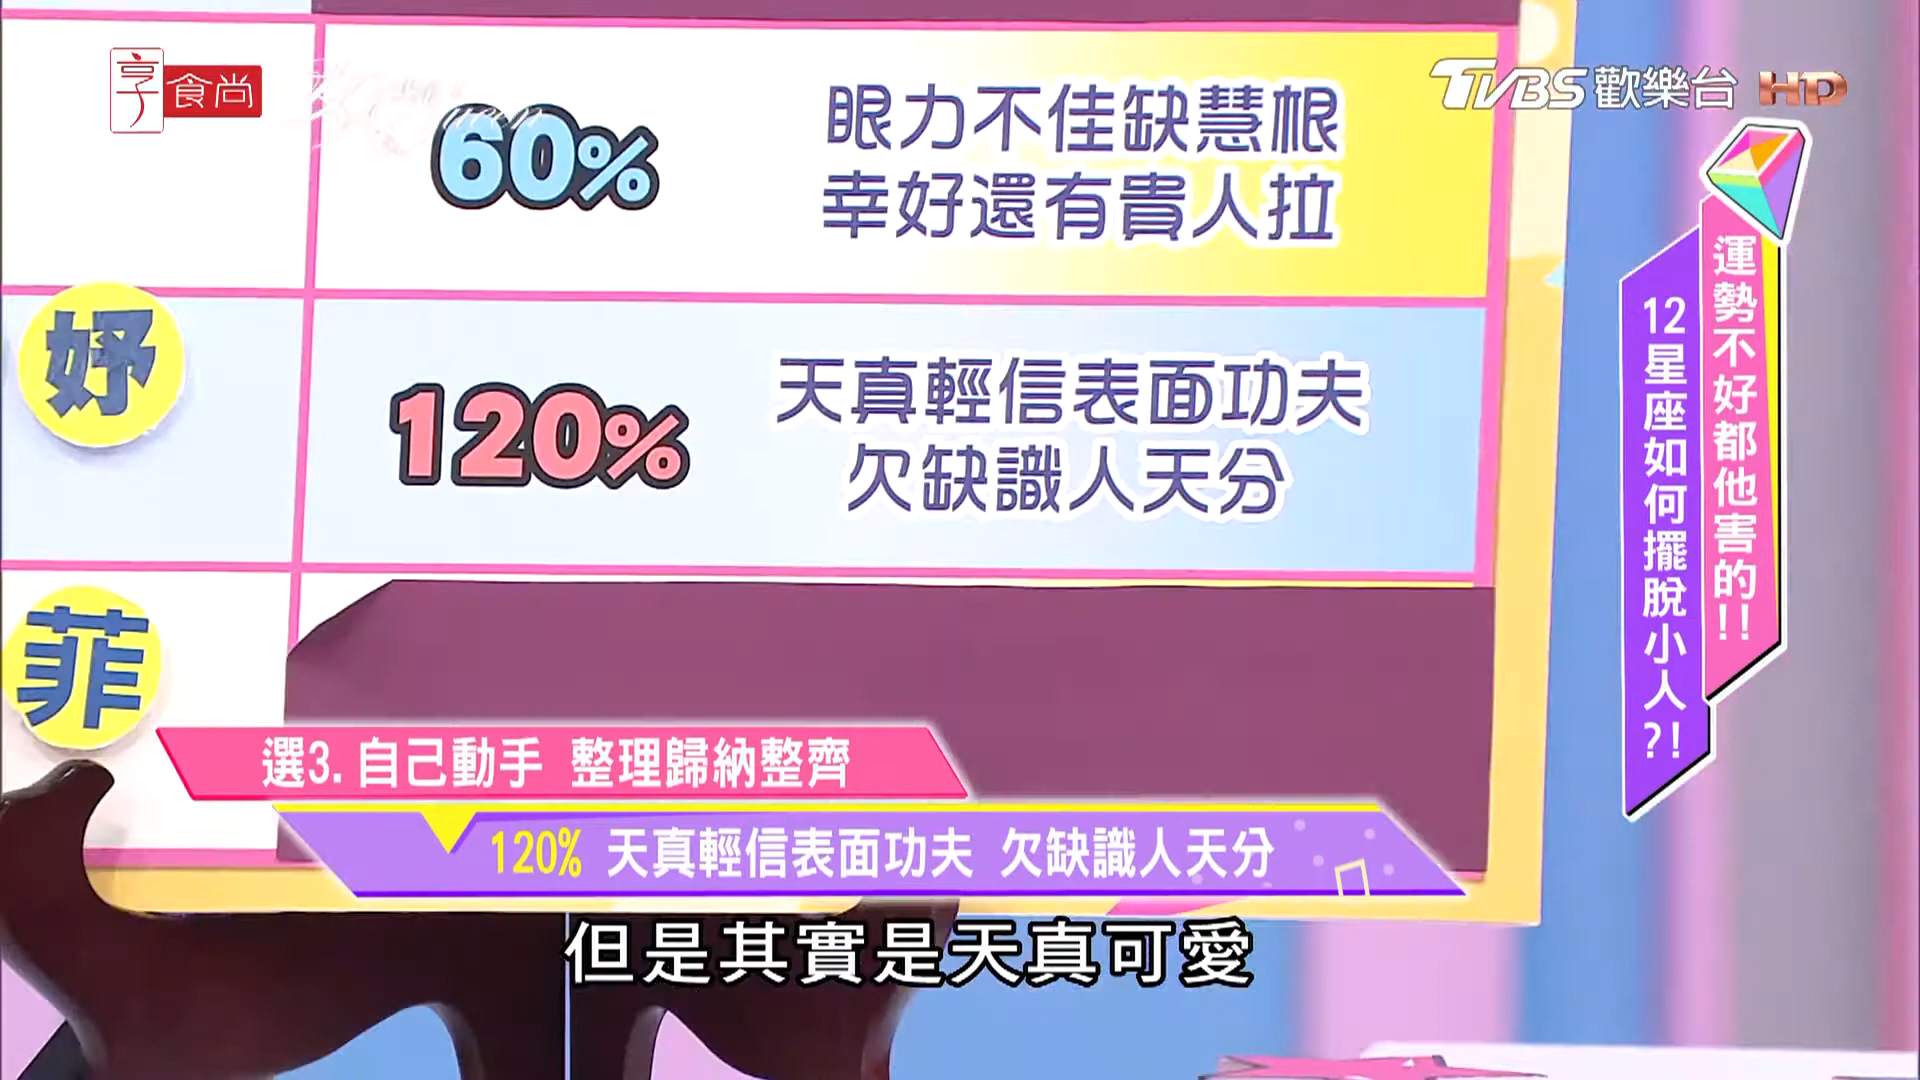 享食尚
TVBS歡樂台 HD
60%
眼力不佳缺慧根
幸好還有貴人拉
妤
120%
天真輕信表面功夫
欠缺識人天分
菲
運勢不好都他害的!!
12星座如何擺脫小人?!
選3.自己動手 整理歸納整齊
120% 天真輕信表面功夫 欠缺識人天分
但是其實是天真可愛